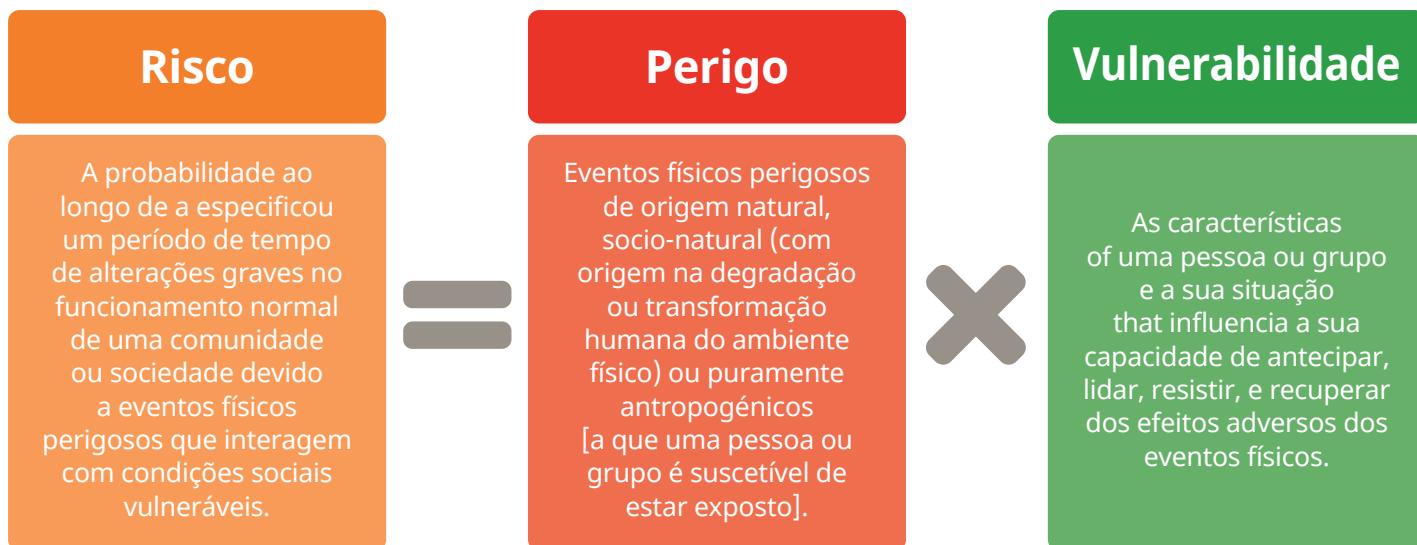 Risco
A probabilidade ao
longo de a especificou
um período de tempo
de alterações graves no
funcionamento normal
de uma comunidade
ou sociedade devido
a eventos físicos
perigosos que interagem
com condições sociais
vulneráveis.
Perigo
Eventos físicos perigosos
de origem natural,
socio-natural (com
origem na degradação
ou transformação
humana do ambiente
físico) ou puramente
antropogénicos
[a que uma pessoa ou
grupo é suscetível de
estar exposto].
Vulnerabilidade
As características
of uma pessoa ou grupo
e a sua situação
that influencia a sua
capacidade de antecipar,
lidar, resistir, e recuperar
dos efeitos adversos dos
eventos físicos.